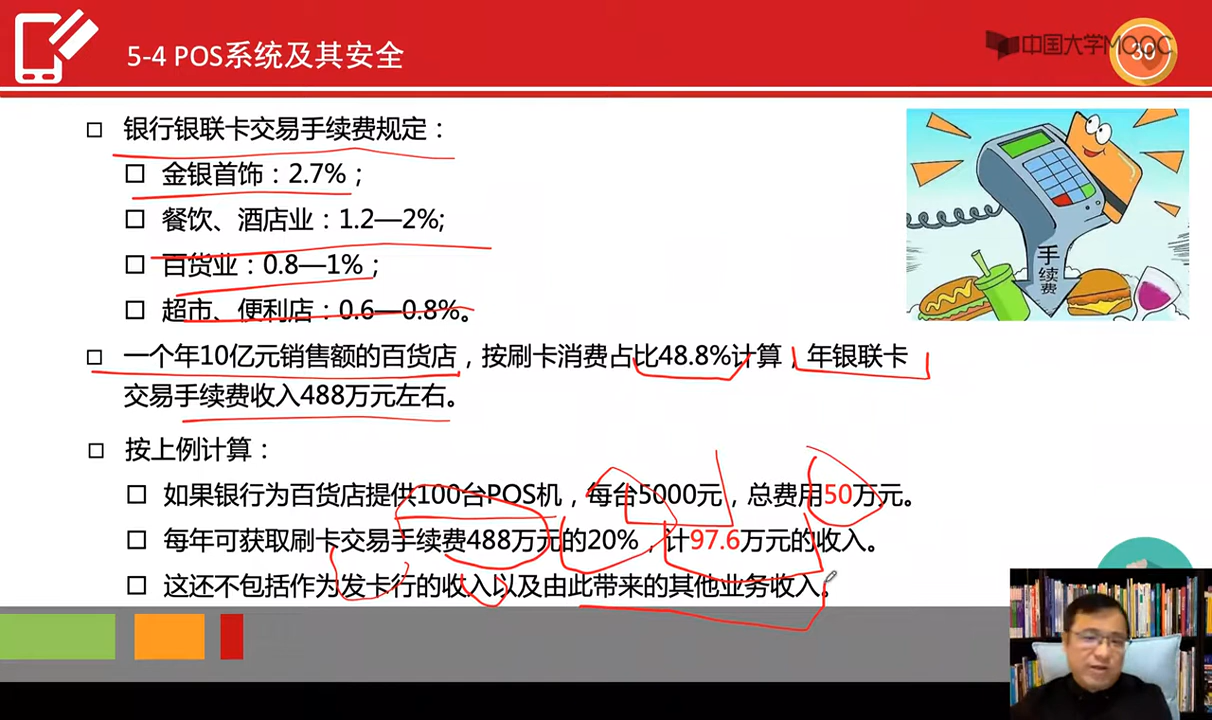 5-4 POS系统及其安全
中国大学MOOC
30
银行银联卡交易手续费规定：
金银首饰：2.7%；
餐饮、酒店业：1.2—2%;
百货业：0.8—1%；
超市、便利店：0.6—0.8%。
手续费
一个年10亿元销售额的百货店，按刷卡消费占比48.8%计算，年银联卡
交易手续费收入488万元左右。
按上例计算：
如果银行为百货店提供100台POS机，每台5000元，总费用50万元。
每年可获取刷卡交易手续费488万元的20%，计97.6万元的收入。
这还不包括作为发卡行的收入以及由此带来的其他业务收入。